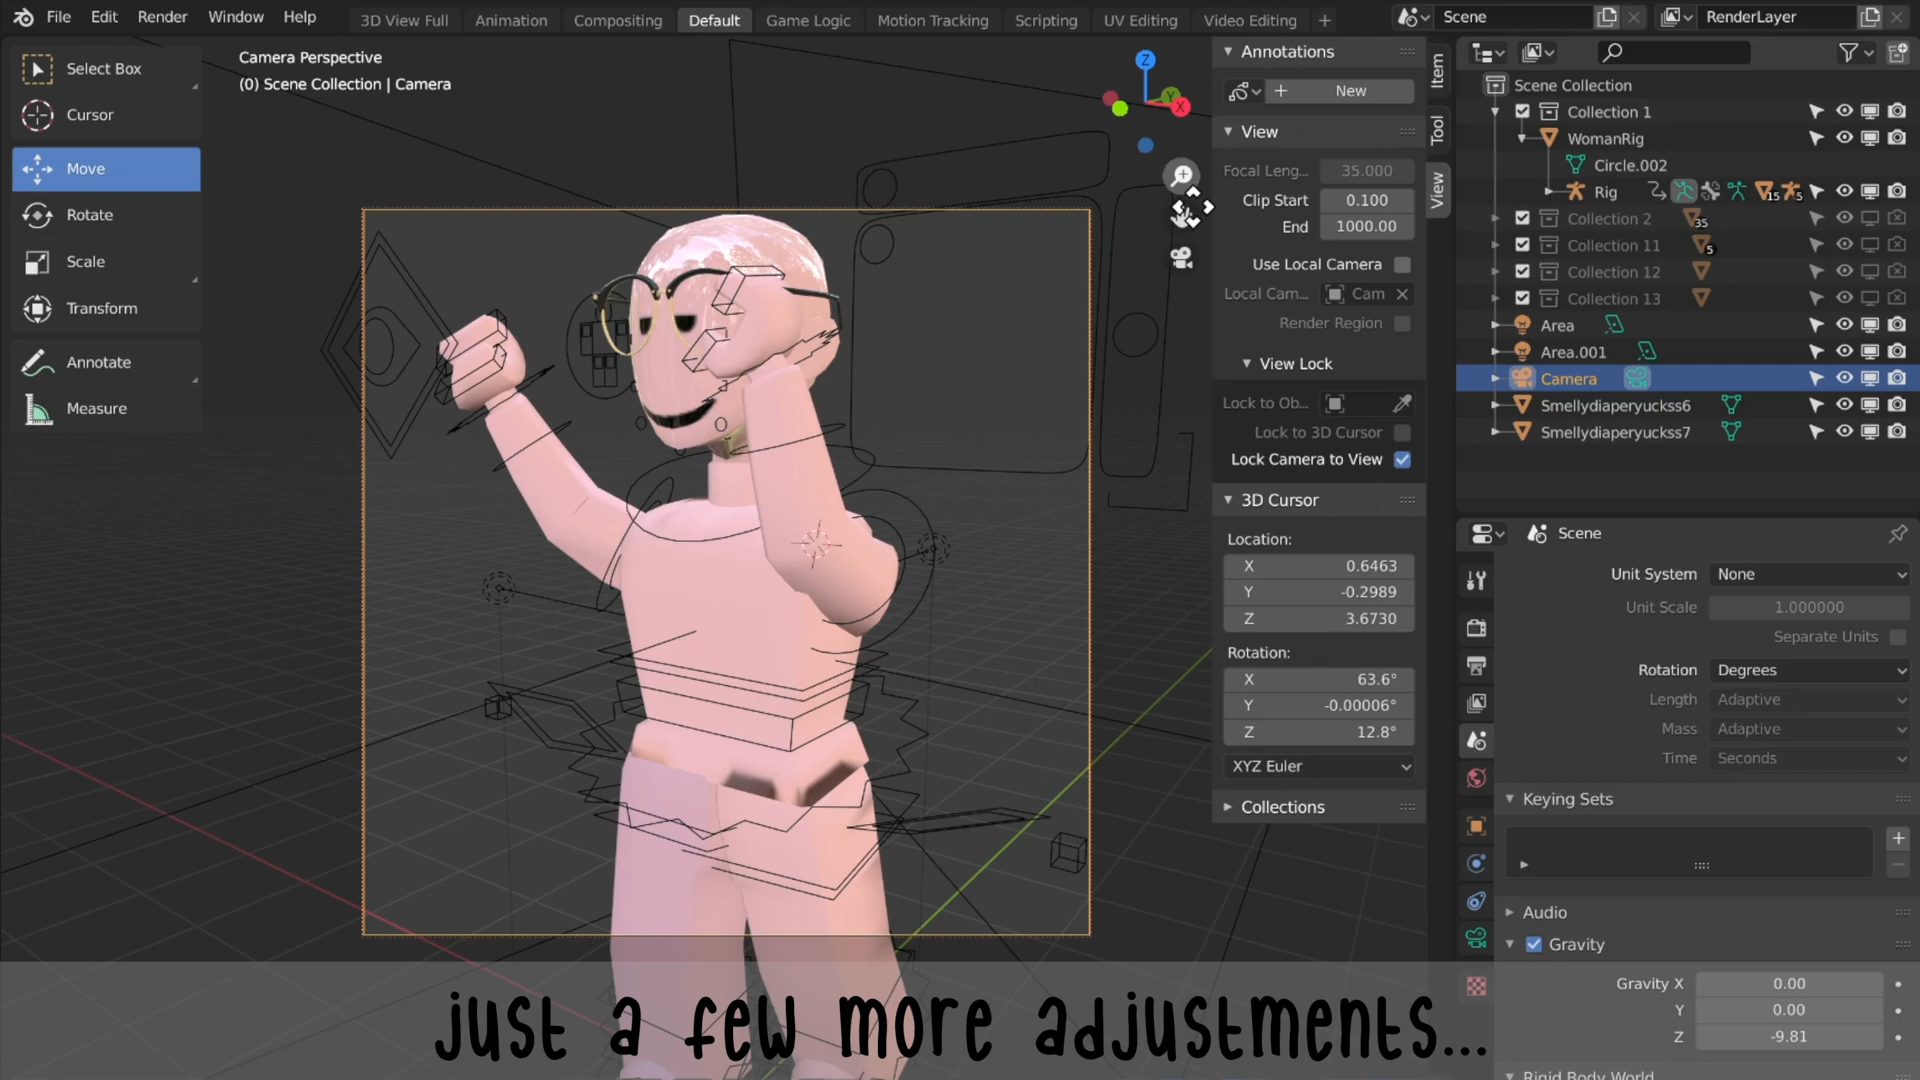 File Edit Render Window Help 3D View Full Animation Compositing Default Game Logic Motion Tracking Scripting UV Editing Video Editing + Scene RenderLayer
Select Box
Cursor
Move
Rotate
Scale
Transform
Annotate
Measure
Camera Perspective
(0) Scene Collection | Camera
Z
Y
X
Annotations
+ New
View
Focal Leng... 35.000
Clip Start 0.100
End 1000.00
Use Local Camera
Local Cam... Cam
Render Region
View Lock
Lock to Ob...
Lock to 3D Cursor
Lock Camera to View
3D Cursor
Location:
X 0.6463
Y -0.2989
Z 3.6730
Rotation:
X 63.6°
Y -0.00006°
Z 12.8°
XYZ Euler
Collections
Item
Tool
View
Scene Collection
Collection 1
WomanRig
Circle.002
Rig 15 5
Collection 2 35
Collection 11 5
Collection 12
Collection 13
Area
Area.001
Camera
Smellydiaperyuckss6
Smellydiaperyuckss7
Scene
Unit System None
Unit Scale 1.000000
Separate Units
Rotation Degrees
Length Adaptive
Mass Adaptive
Time Seconds
Keying Sets
Audio
Gravity
Gravity X 0.00
Y 0.00
Z -9.81
Rigid Body World
just a few more adjustments...